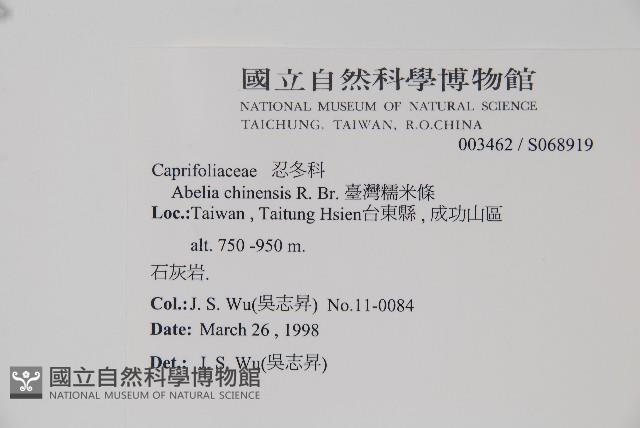 國立自然科學博物館
NATIONAL MUSEUM OF NATURAL SCIENCE
TAICHUNG, TAIWAN, R.O.CHINA
003462 / S068919
Caprifoliaceae 忍冬科
Abelia chinensis R. Br. 臺灣糯米條
Loc.:Taiwan , Taitung Hsien台東縣 , 成功山區
alt. 750 -950 m.
石灰岩.
Col.: J. S. Wu(吳志昇) No.11-0084
Date: March 26 , 1998
Det.: J. S. Wu(吳志昇)
國立自然科學博物館
NATIONAL MUSEUM OF NATURAL SCIENCE